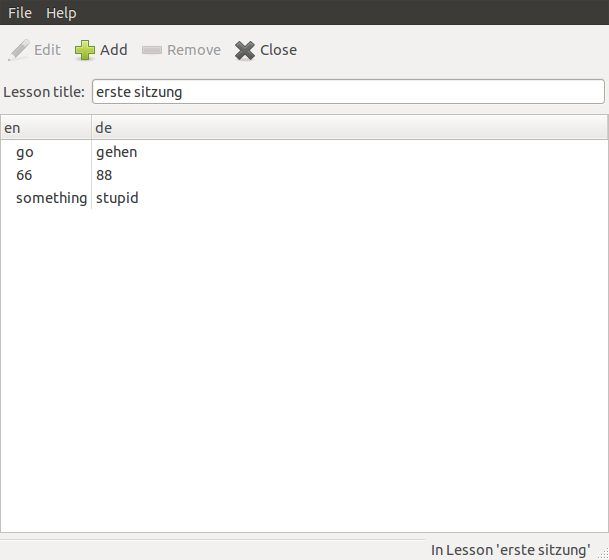 File Help
Edit Add Remove Close
Lesson title: erste sitzung
en de
go gehen
66 88
something stupid
In Lesson 'erste sitzung'